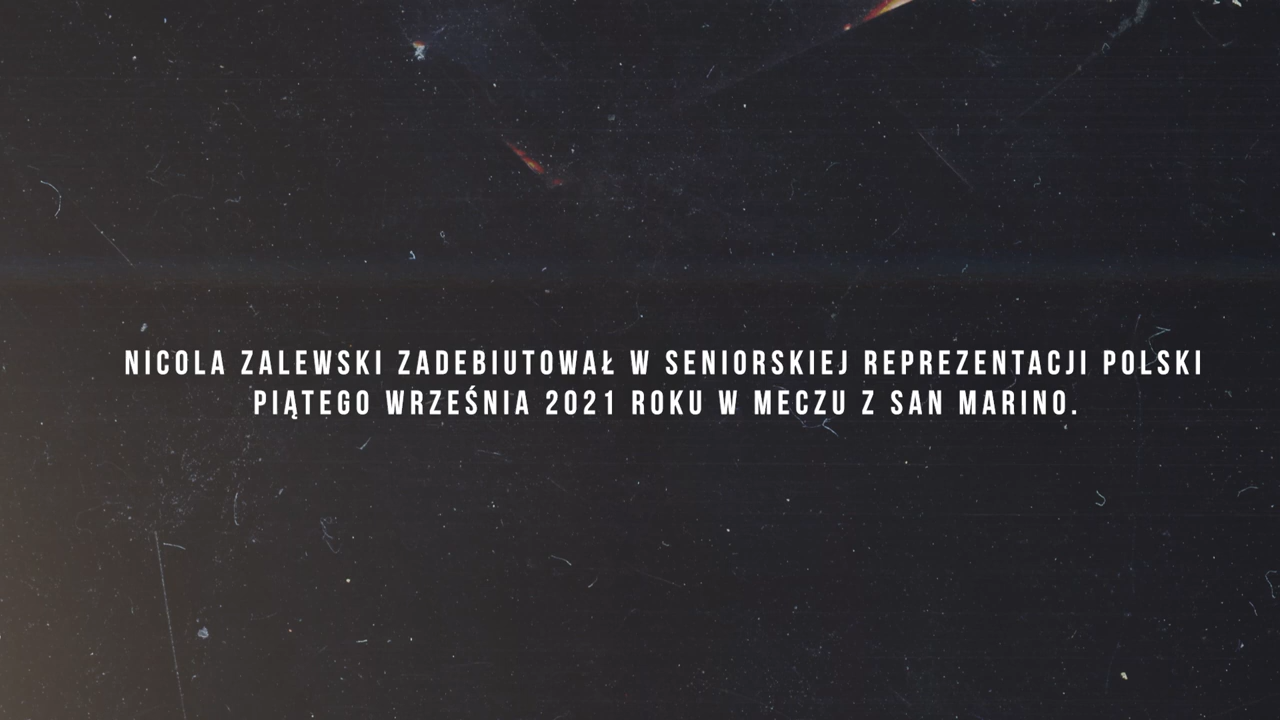 NICOLA ZALEWSKI ZADEBIUTOWAŁ W SENIORSKIEJ REPREZENTACJI POLSKI
PIĄTEGO WRZEŚNIA 2021 ROKU W MECZU Z SAN MARINO.